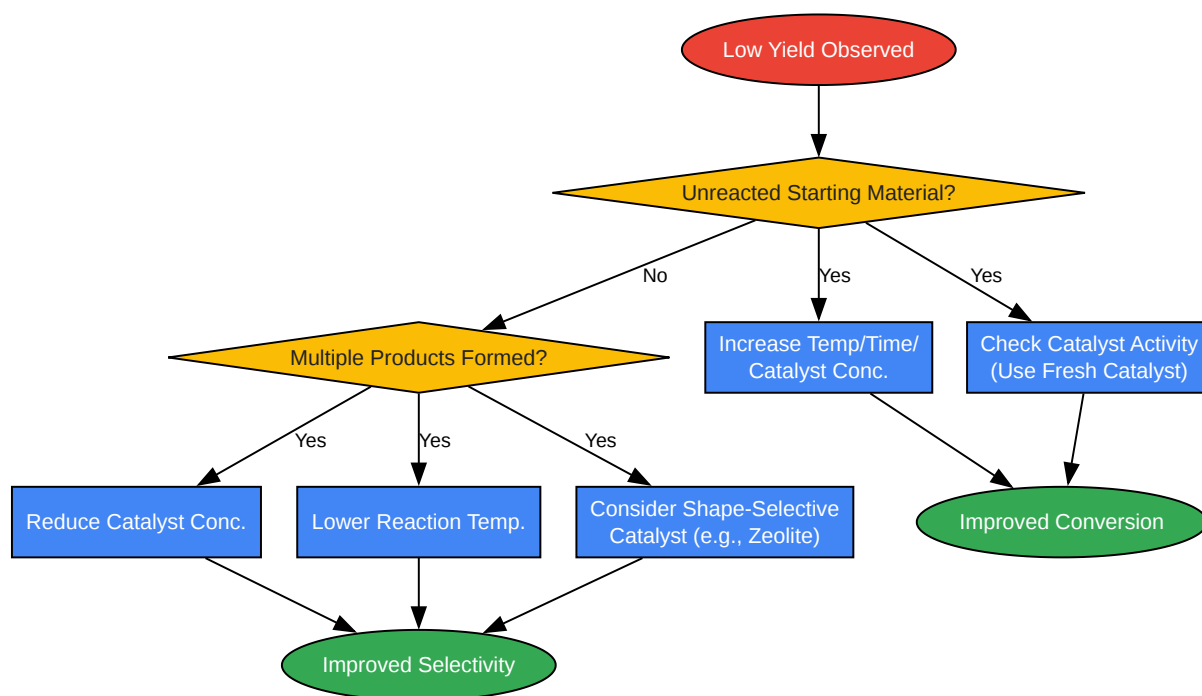 Low Yield Observed
Unreacted Starting Material?
No
Yes
Yes
Multiple Products Formed?
Increase Temp/Time/
Catalyst Conc.
Check Catalyst Activity
(Use Fresh Catalyst)
Yes
Yes
Yes
Reduce Catalyst Conc.
Lower Reaction Temp.
Consider Shape-Selective
Catalyst (e.g., Zeolite)
Improved Conversion
Improved Selectivity